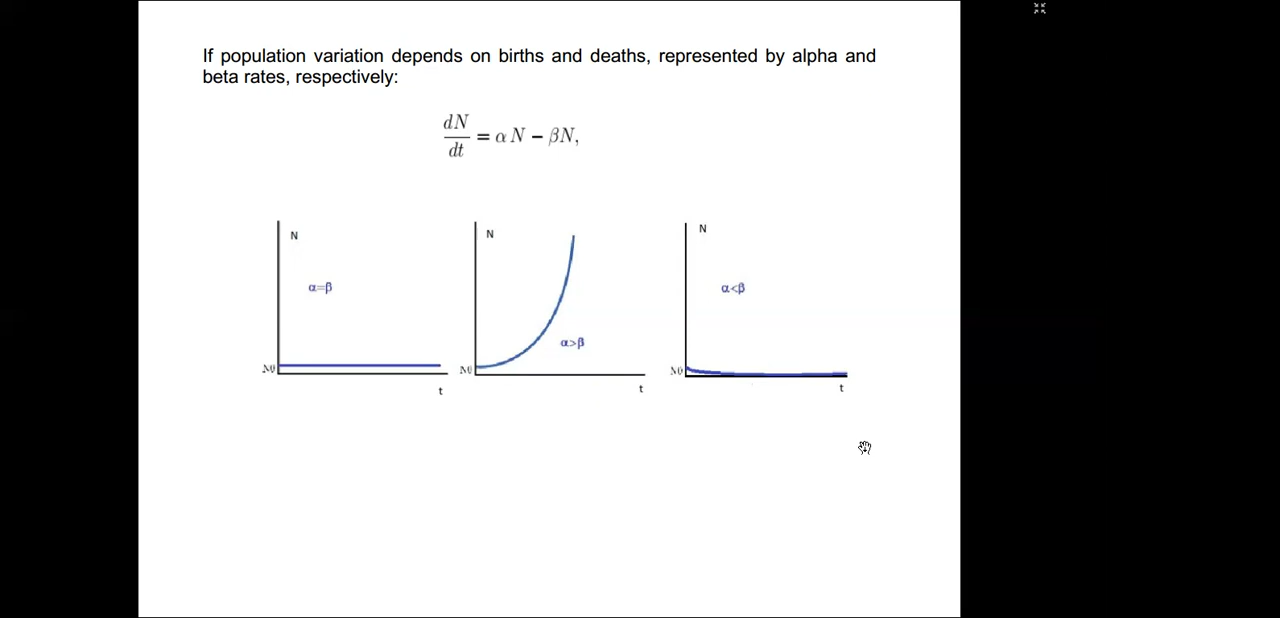 If population variation depends on births and deaths, represented by alpha and
beta rates, respectively:
dN
dt
= α N − βN,
N
α=β
N0
t
N
α>β
N0
t
N
α<β
N0
t